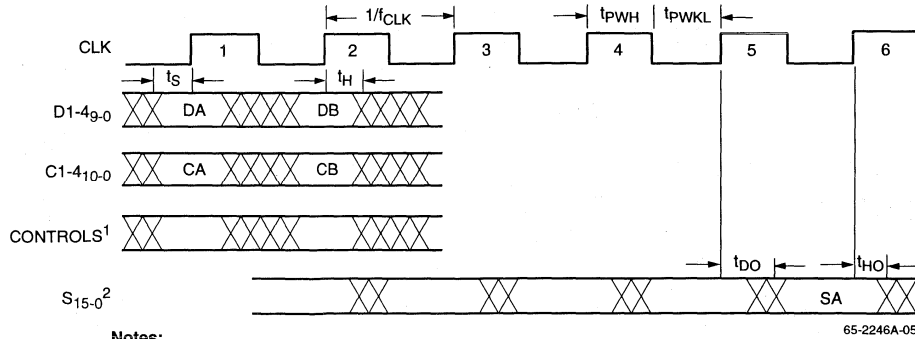 1/fCLK tPWH tPWKL
CLK 1 2 3 4 5 6
tS tH
D1-49-0 DA DB
C1-410-0 CA CB
CONTROLS1
tDO tHO
S15-02 SA
Notes:
65-2246A-05